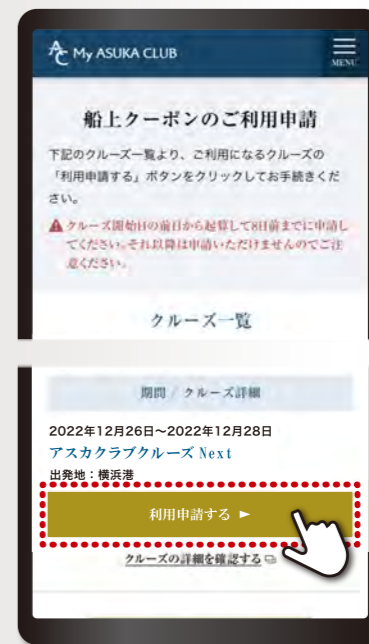 My ASUKA CLUB
MENU
船上クーポンのご利用申請
下記のクルーズ一覧より、ご利用になるクルーズの
「利用申請する」ボタンをクリックしてお手続きくだ
さい。
クルーズ開始日の前日から起算して8日前までに申請し
てください。それ以降は申請いただけませんのでご注
意ください。
クルーズ一覧
期間 / クルーズ詳細
2022年12月26日~2022年12月28日
アスカクラブクルーズ Next
出発地:横浜港
利用申請する ►
クルーズの詳細を確認する